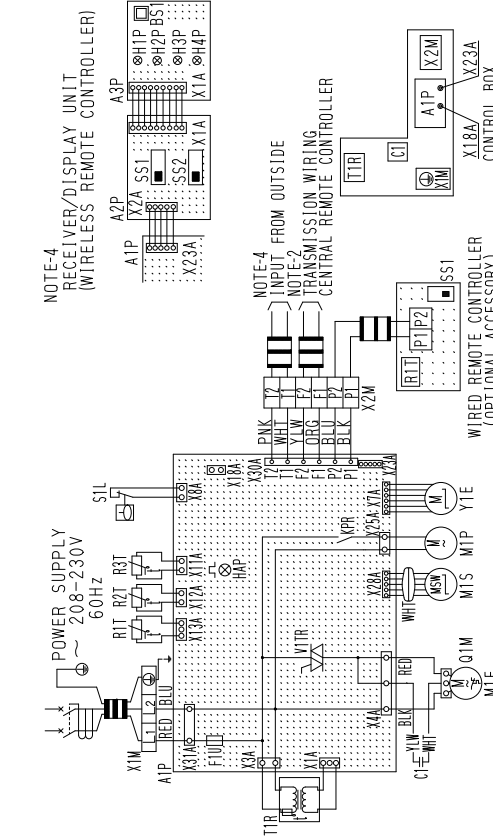 NOTE-4
RECEIVER/DISPLAY UNIT
(WIRELESS REMOTE CONTROLLER)
A1P
X23A
A2P
X2A
SS1
SS2
X1A
A3P
X1A
BS1
H1P
H2P
H3P
H4P
T1R
C1
X1M
A1P
X2M
X18A
X23A
CONTROL BOX
NOTE-4
INPUT FROM OUTSIDE
NOTE-2
TRANSMISSION WIRING
CENTRAL REMOTE CONTROLLER
T2
T1
F2
F1
P2
P1
X2M
PNK
WHT
YLW
ORG
BLU
BLK
R1T
P1 P2
SS1
WIRED REMOTE CONTROLLER
(OPTIONAL ACCESSORY)
POWER SUPPLY
~ 208-230V
60Hz
X1M
1
2
RED
BLU
A1P
X31A
F1U
X3A
T1R
X1A
R1T
R2T
R3T
X13A
X12A
X11A
S1L
X8A
HAP
X18A
X30A
T2
T1
F2
F1
P2
P1
X23A
V1TR
KPR
X4A
X28A
X25A
X7A
RED
BLK
YLW
WHT
C1
M
~
M1F
Q1M
WHT
MSW
M1S
M~
M1P
M
Y1E